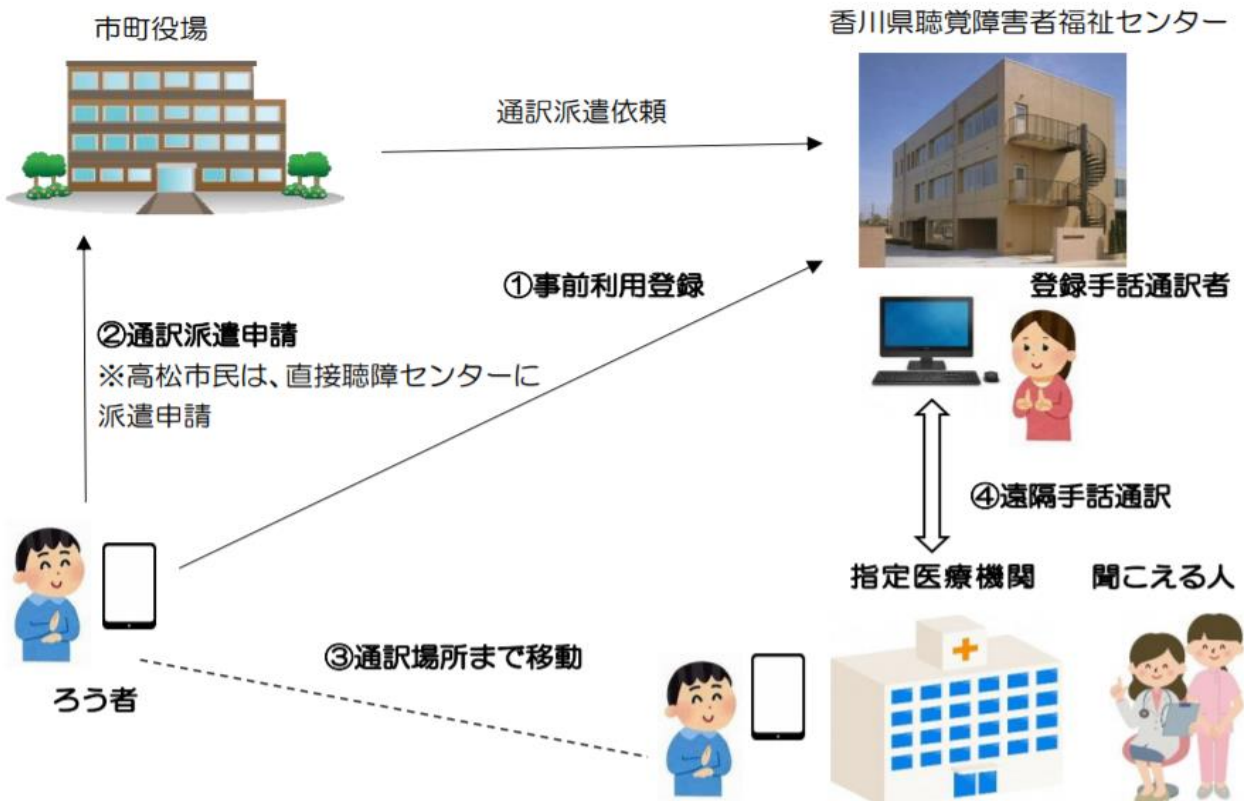 市町役場
香川県聴覚障害者福祉センター
通訳派遣依頼
①事前利用登録
登録手話通訳者
②通訳派遣申請
※高松市民は、直接聴障センターに
派遣申請
④遠隔手話通訳
指定医療機関
聞こえる人
③通訳場所まで移動
ろう者